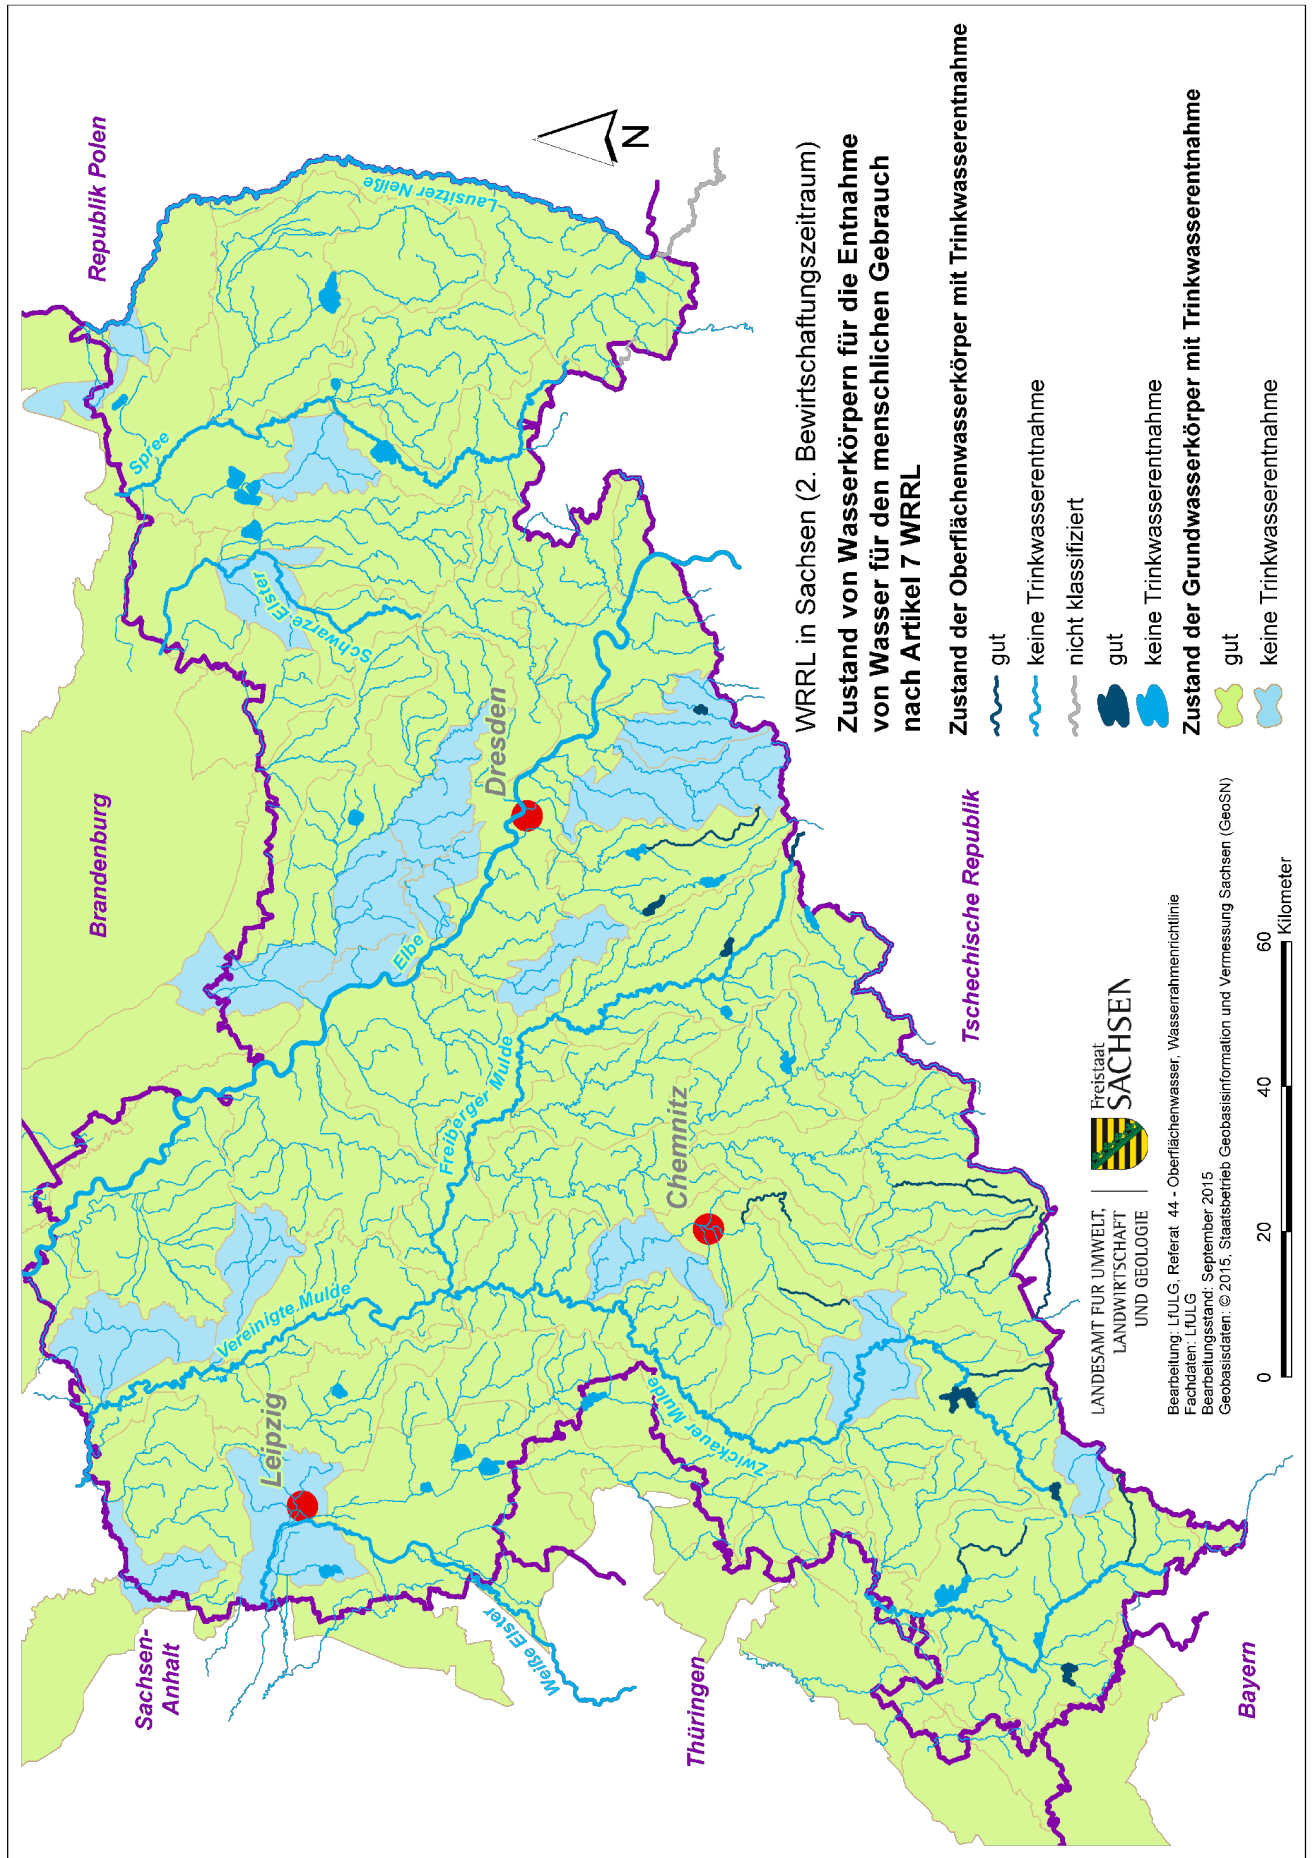 Republik Polen
Brandenburg
Sachsen-
Anhalt
Thüringen
Bayern
Tschechische Republik
Lausitzer Neiße
Spree
Schwarze Elster
Elbe
Freiberger Mulde
Vereinigte Mulde
Zwickauer Mulde
Weiße Elster
Dresden
Chemnitz
Leipzig
N
WRRL in Sachsen (2. Bewirtschaftungszeitraum)
Zustand von Wasserkörpern für die Entnahme
von Wasser für den menschlichen Gebrauch
nach Artikel 7 WRRL
Zustand der Oberflächenwasserkörper mit Trinkwasserentnahme
gut
keine Trinkwasserentnahme
nicht klassifiziert
gut
keine Trinkwasserentnahme
Zustand der Grundwasserkörper mit Trinkwasserentnahme
gut
keine Trinkwasserentnahme
LANDESAMT FÜR UMWELT,
LANDWIRTSCHAFT
UND GEOLOGIE
Freistaat
SACHSEN
Bearbeitung: LfULG, Referat 44 - Oberflächenwasser, Wasserrahmenrichtlinie
Fachdaten: LfULG
Bearbeitungsstand: September 2015
Geobasisdaten: © 2015, Staatsbetrieb Geobasisinformation und Vermessung Sachsen (GeoSN)
0 20 40 60
Kilometer